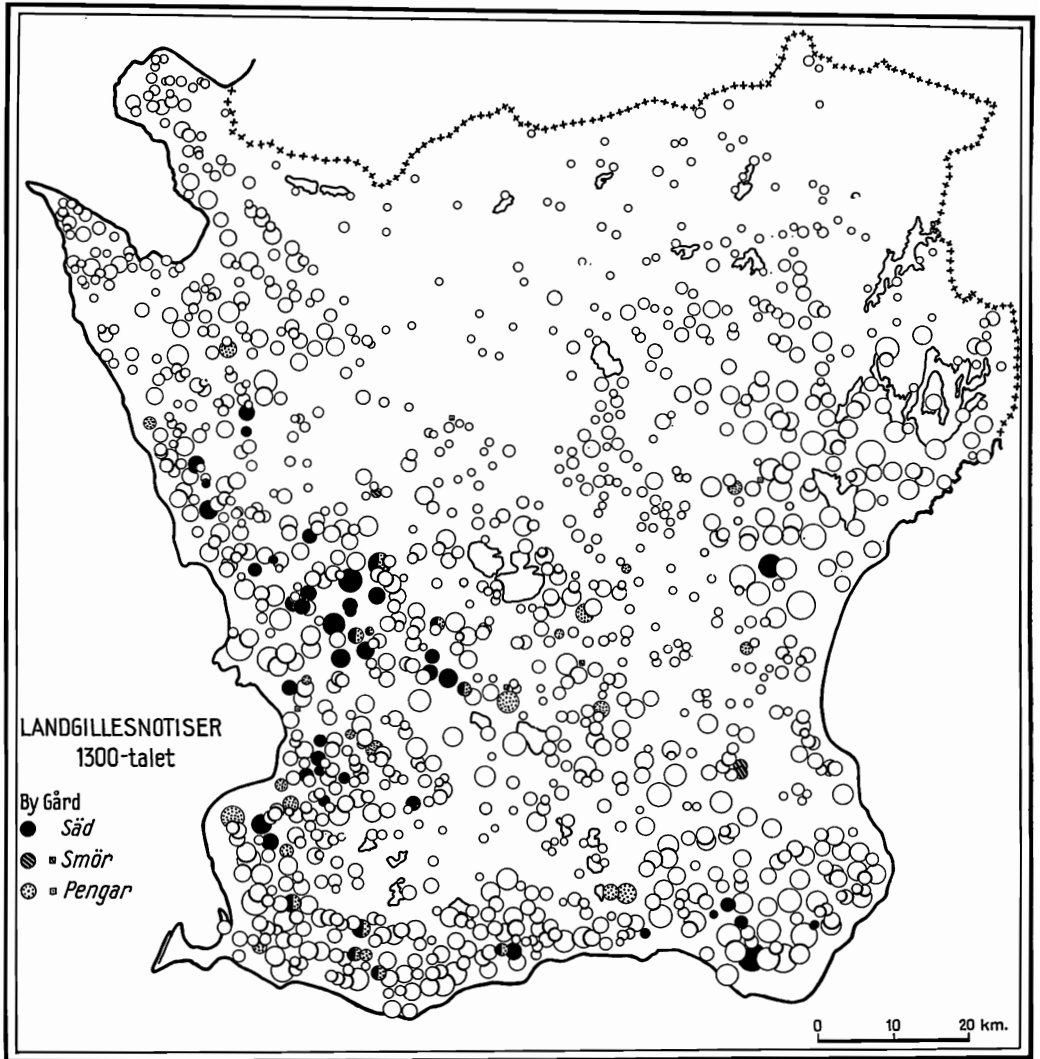 LANDGILLESNOTISER
1300-talet
By Gård
Säd
Smör
Pengar
0 10 20 km.